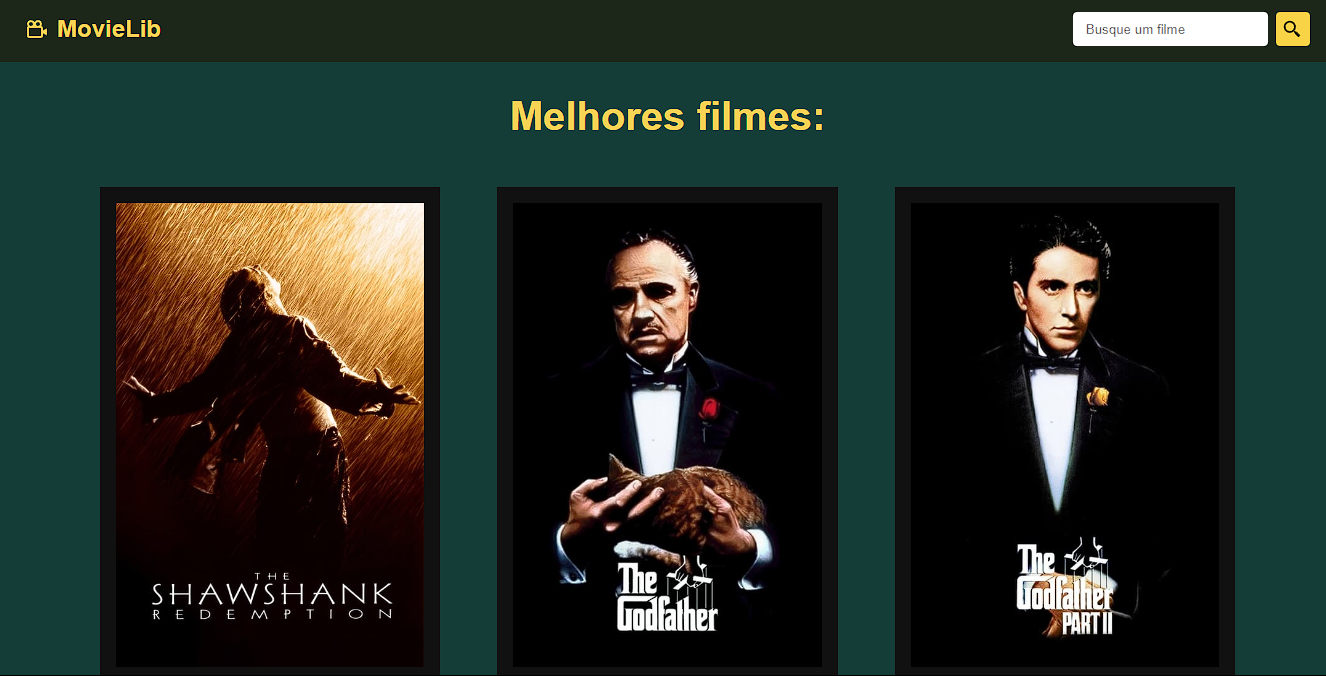 MovieLib
Busque um filme
Melhores filmes:
THE
SHAWSHANK
REDEMPTION
The
Godfather
The
Godfather
PART II